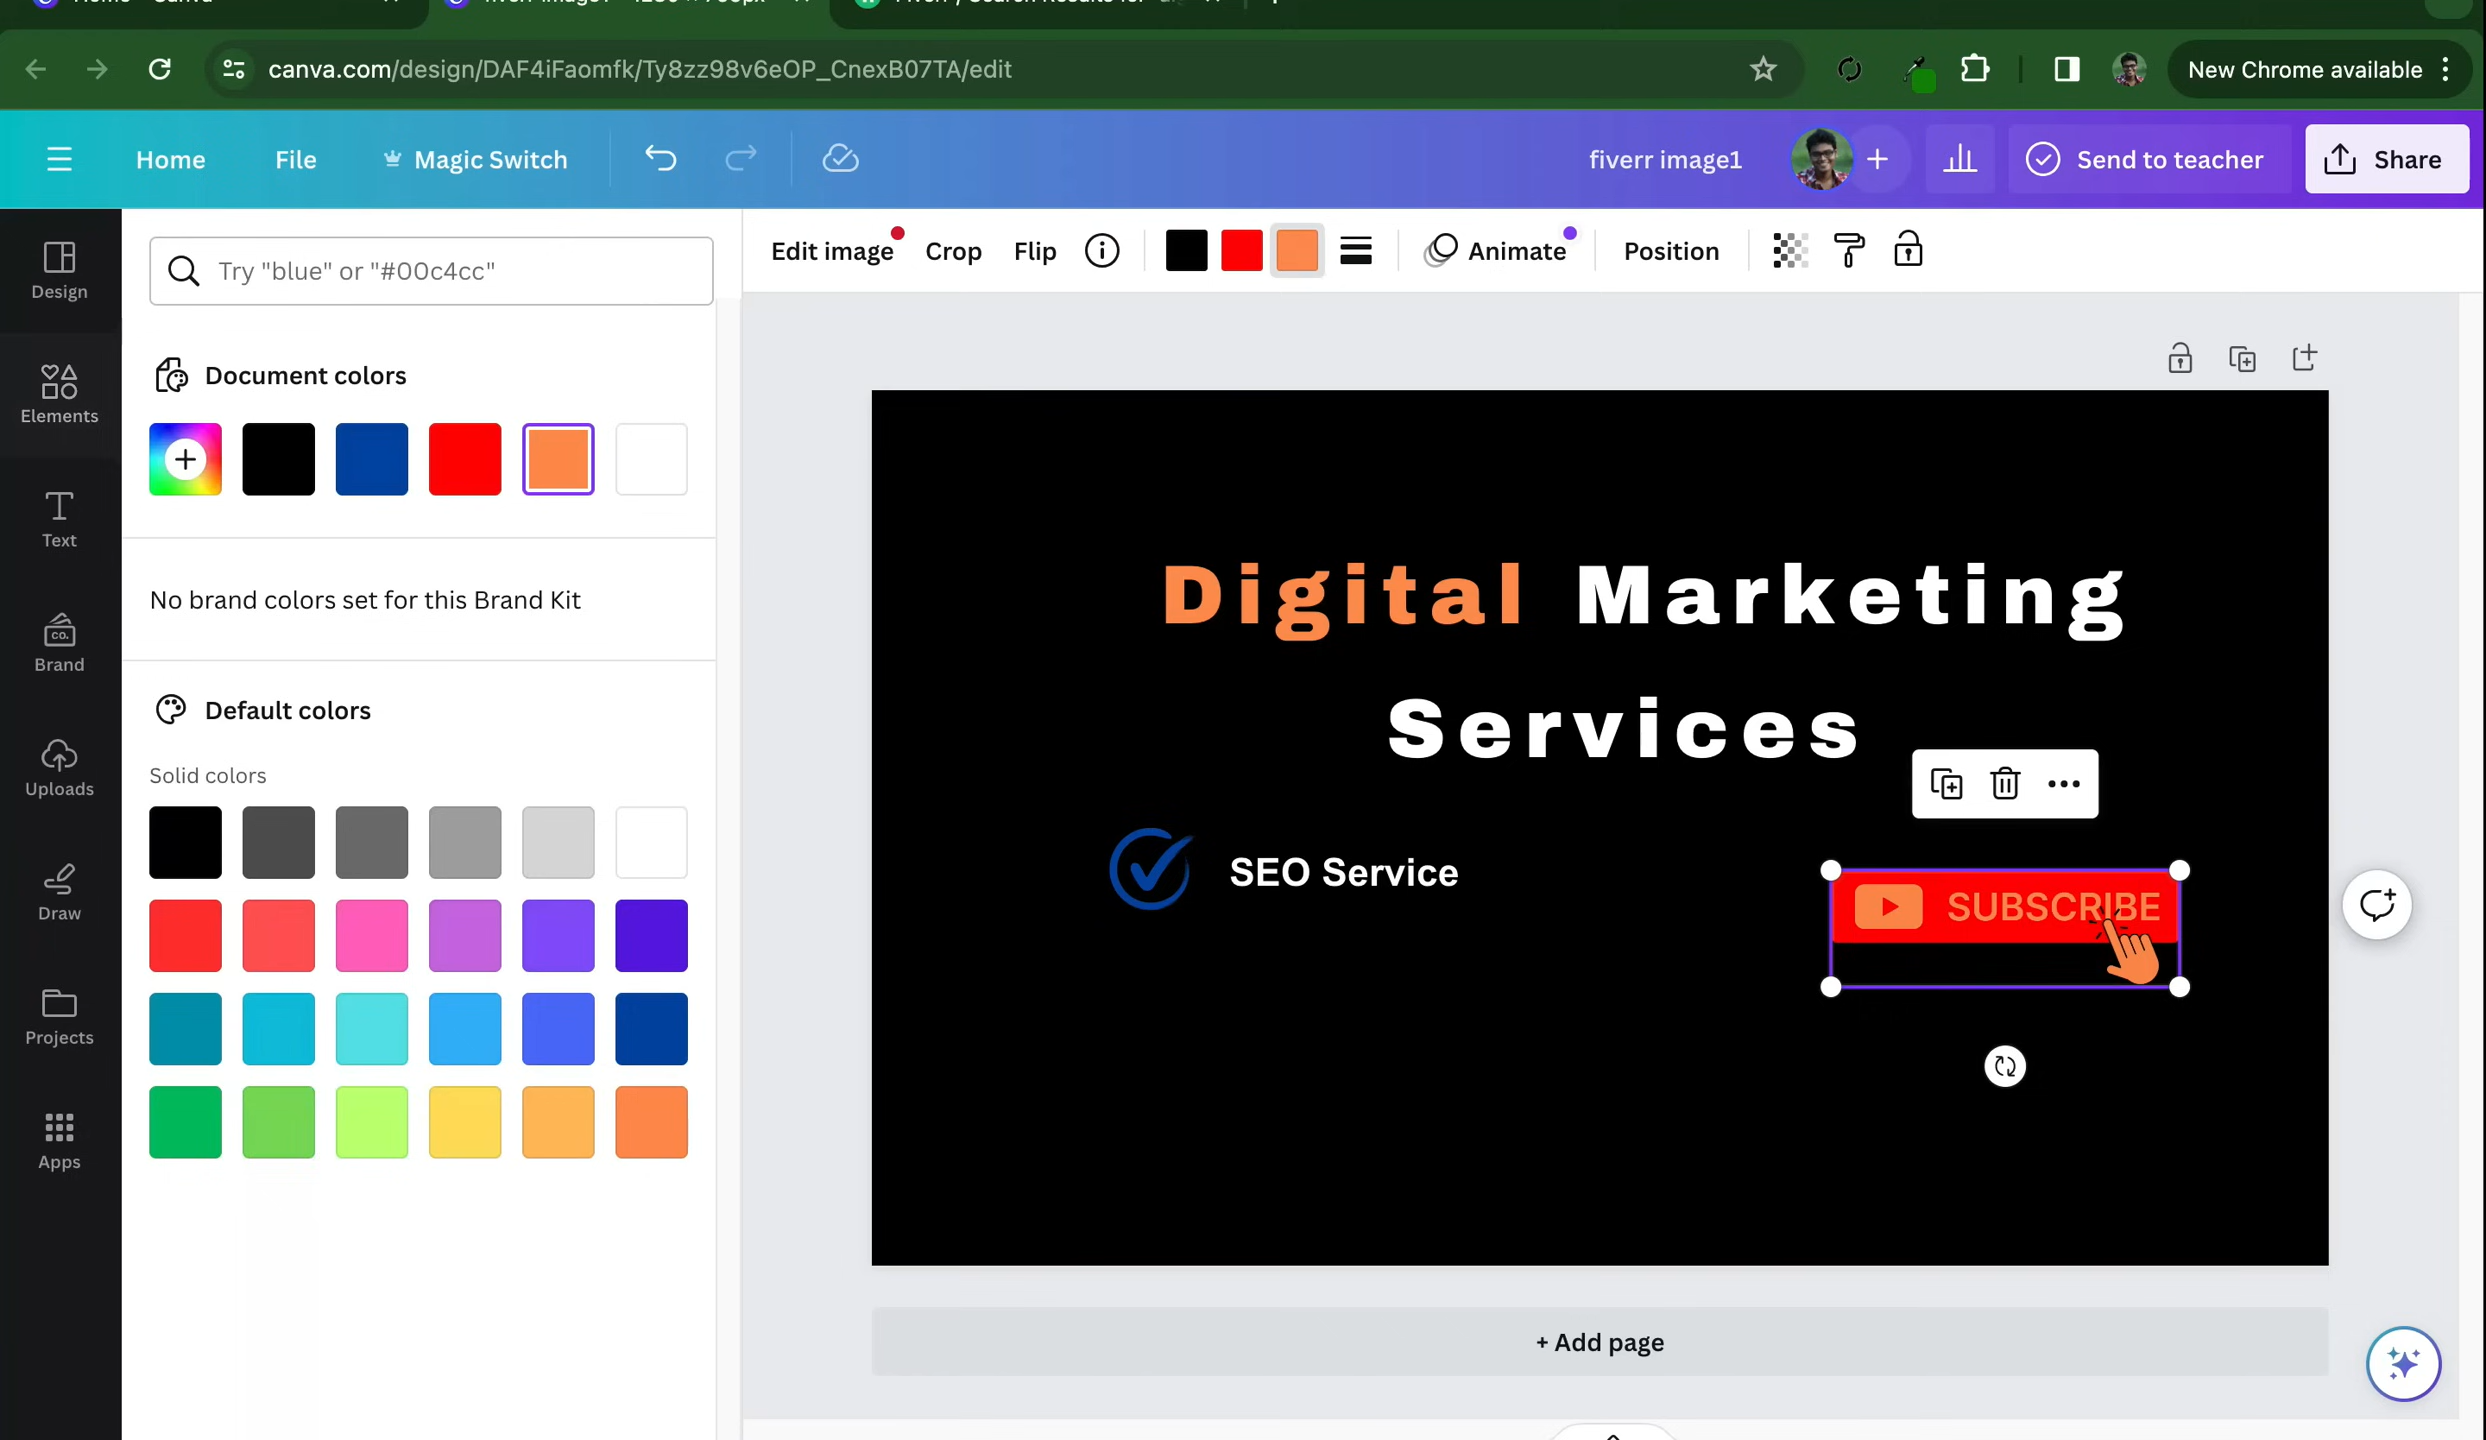 canva.com/design/DAF4iFaomfk/Ty8zz98v6eOP_CnexB07TA/edit
New Chrome available
Home
File
Magic Switch
fiverr image1
Send to teacher
Share
Design
Elements
Text
Brand
CO.
Uploads
Draw
Projects
Apps
Try "blue" or "#00c4cc"
Document colors
No brand colors set for this Brand Kit
Default colors
Solid colors
Edit image
Crop
Flip
Animate
Position
Digital Marketing
Services
SEO Service
SUBSCRIBE
+ Add page